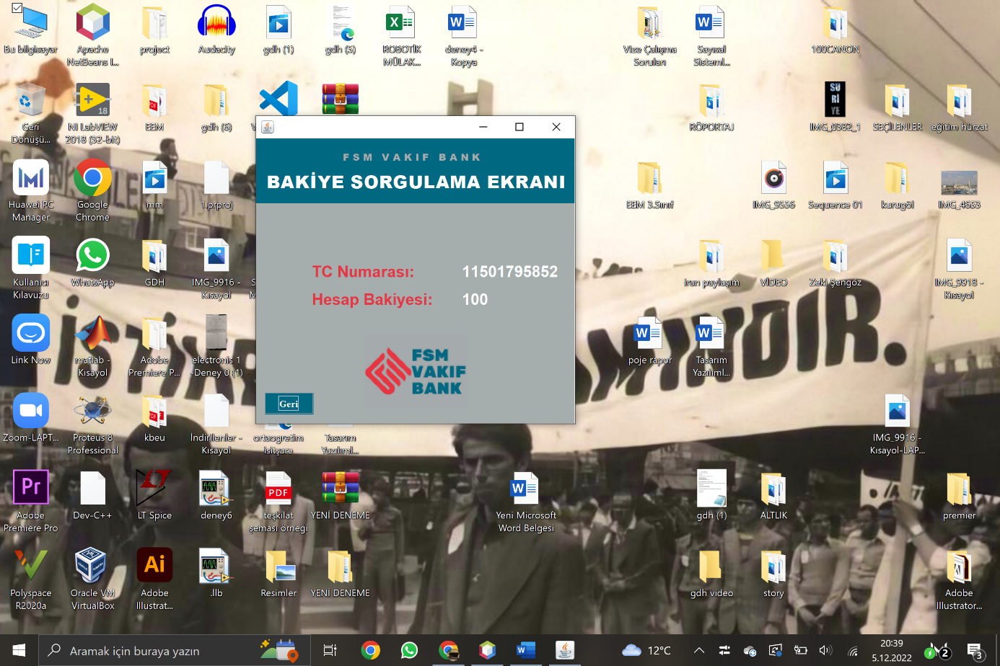 Bu bilgisayar
Apache
NetBeans I...
project
Audacity
gdh (1)
gdh (5)
ROBOTİK
MÜLAK...
deney4 -
Kopya
Vize Çalışma
Soruları
Sayısal
Sisteml...
100CANON
Geri
Dönüşü...
NI LabVIEW
2018 (32-bit)
EEM
gdh (6)
RÖPORTAJ
SURİYE
IMG_0382_1
SEÇİLENLER
eğitim hürzat
FSM VAKIF BANK
BAKİYE SORGULAMA EKRANI
TC Numarası: 11501795852
Hesap Bakiyesi: 100
FSM
VAKIF
BANK
Geri
Huawei PC
Manager
Google
Chrome
mm
1.prproj
EEM 3.Sınıf
IMG_9556
Sequence 01
kurugöl
IMG_4653
Kullanıcı
Kılavuzu
WhatsApp
GDH
IMG_9916 -
Kısayol
iran paylaşım
VİDEO
Zeki Şengöz
IMG_9918 -
Kısayol
Link Now
matlab -
Kısayol
Adobe
Premiere P...
electronis 1
-Deney 0 (1)
poje rapor
Tasarım
Yazılıml...
Zoom-LAPT...
Proteus 8
Professional
kbeu
İndirilenler -
Kısayol
ortaogretim
isitşare
Tasarım
Yazılıml...
IMG_9916 -
Kısayol-LAP...
Adobe
Premiere Pro
Dev-C++
LT Spice
deney6
teşkilat
şeması örneği
YENİ DENEME
Yeni Microsoft
Word Belgesi
gdh (1)
ALTLIK
premier
Polyspace
R2020a
Oracle VM
VirtualBox
Adobe
Illustrat...
.llb
Resimler
YENİ DENEME
gdh video
story
Adobe
Illustrator...
Aramak için buraya yazın
12°C
20:39
5.12.2022
2
3